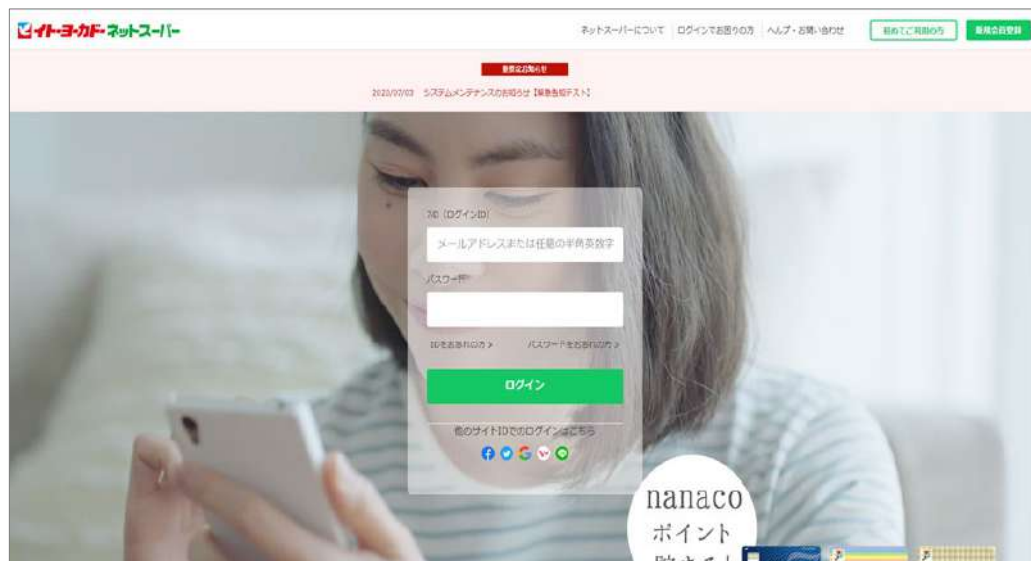 イトーヨーカドー ネットスーパー
ネットスーパーについて ログインでお困りの方 ヘルプ・お問い合わせ 初めてご利用の方 新規会員登録
重要なお知らせ
2020/07/03 システムメンテナンスのお知らせ【緊急告知テスト】
7iD（ログインID）
メールアドレスまたは任意の半角英数字
パスワード
IDをお忘れの方 > パスワードをお忘れの方 >
ログイン
他のサイトIDでのログインはこちら
nanaco
ポイント